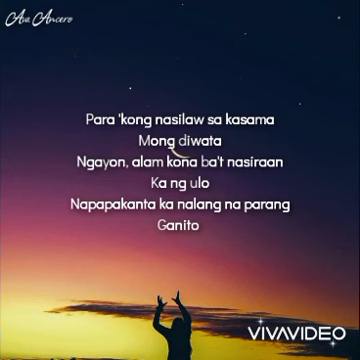 Ava Ancero
Para 'kong nasilaw sa kasama
Mong diwata
Ngayon, alam kona ba't nasiraan
Ka ng ulo
Napapakanta ka nalang na parang
Ganito
VIVAVIDEO